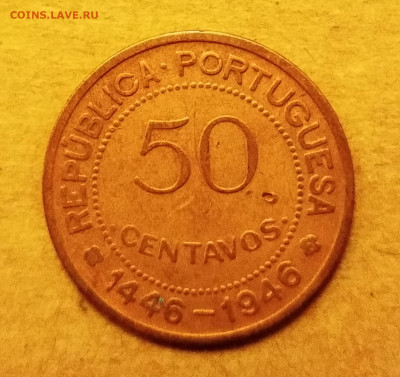 COINS.LAVE.RU
REPÚBLICA · PORTUGUESA
50
CENTAVOS.
1446-1946